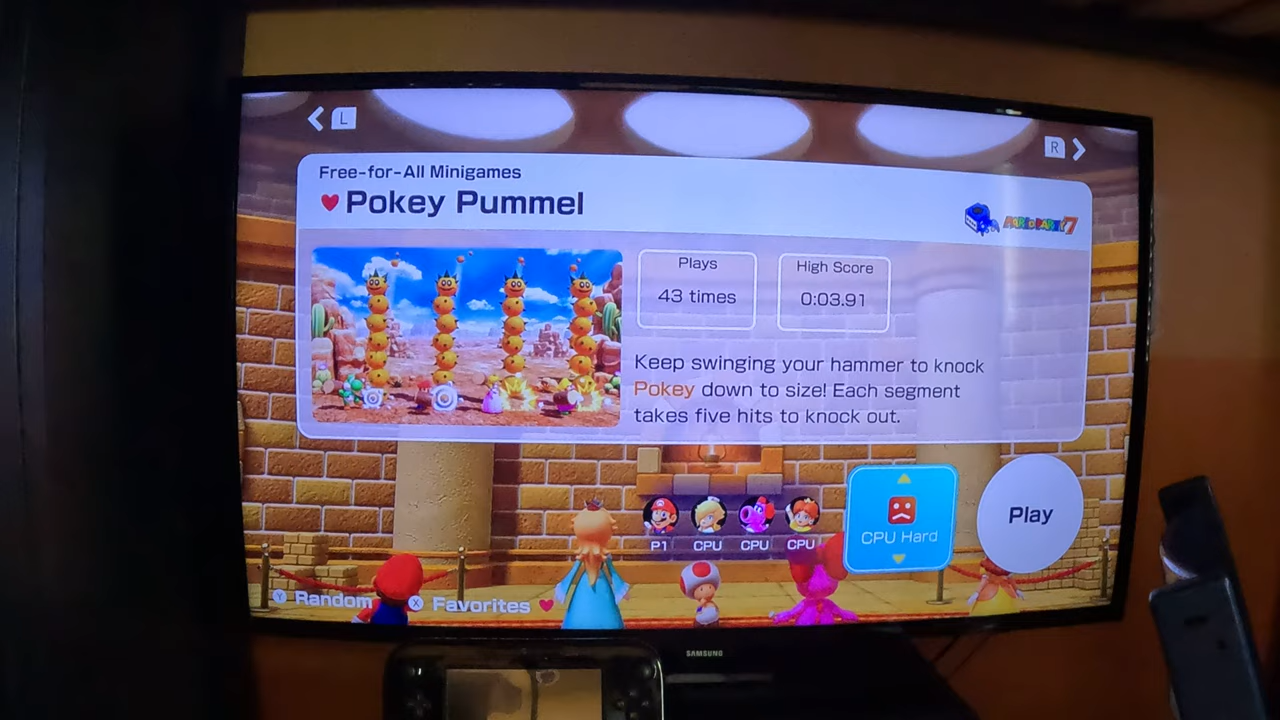 L
R
Free-for-All Minigames
Pokey Pummel
MARIO PARTY 7
Plays
43 times
High Score
0:03.91
Keep swinging your hammer to knock
Pokey down to size! Each segment
takes five hits to knock out.
P1 CPU CPU CPU
CPU Hard
Play
Y Random X Favorites
SAMSUNG